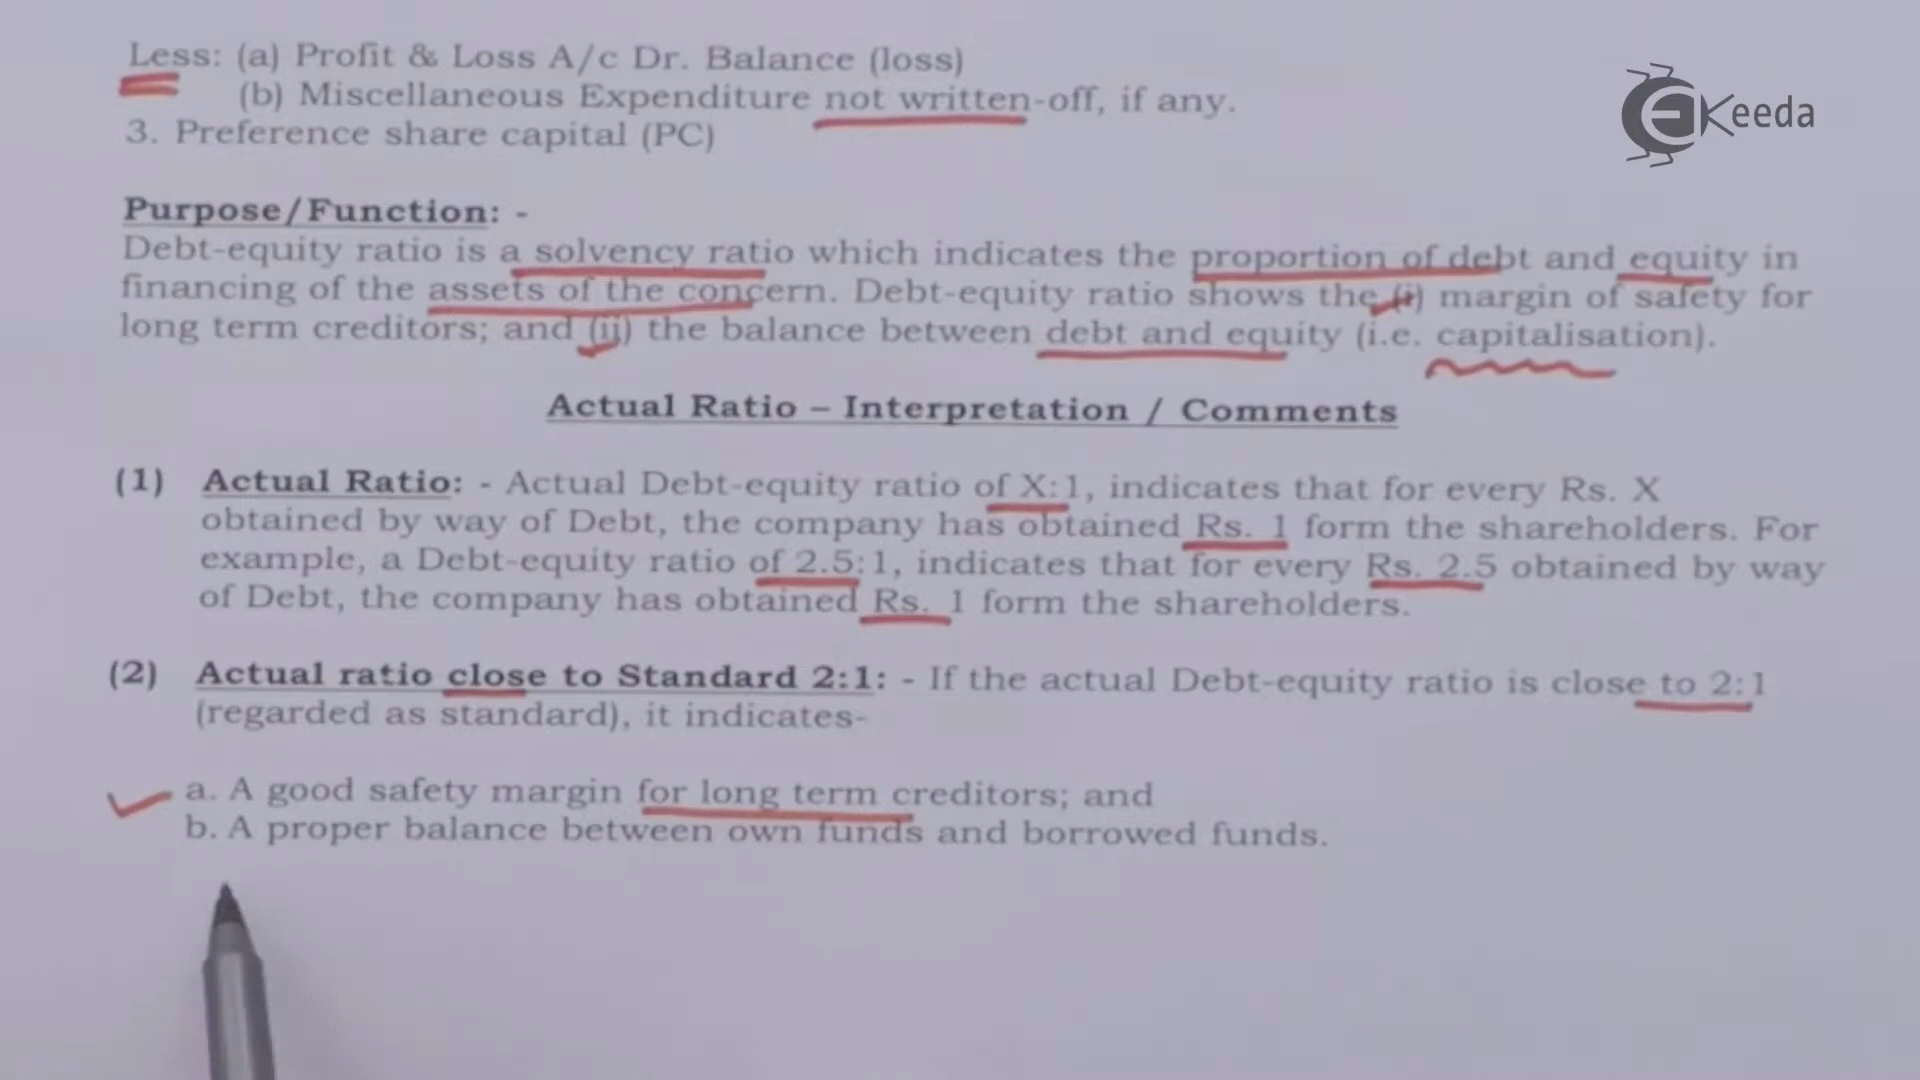 Less: (a) Profit & Loss A/c Dr. Balance (loss)
(b) Miscellaneous Expenditure not written-off, if any.
3. Preference share capital (PC)
Keeda
Purpose/Function: -
Debt-equity ratio is a solvency ratio which indicates the proportion of debt and equity in
financing of the assets of the concern. Debt-equity ratio shows the (i) margin of safety for
long term creditors; and (ii) the balance between debt and equity (i.e. capitalisation).
Actual Ratio – Interpretation / Comments
(1) Actual Ratio: - Actual Debt-equity ratio of X:1, indicates that for every Rs. X
obtained by way of Debt, the company has obtained Rs. 1 form the shareholders. For
example, a Debt-equity ratio of 2.5:1, indicates that for every Rs. 2.5 obtained by way
of Debt, the company has obtained Rs. 1 form the shareholders.
(2) Actual ratio close to Standard 2:1: - If the actual Debt-equity ratio is close to 2:1
(regarded as standard), it indicates-
a. A good safety margin for long term creditors; and
b. A proper balance between own funds and borrowed funds.